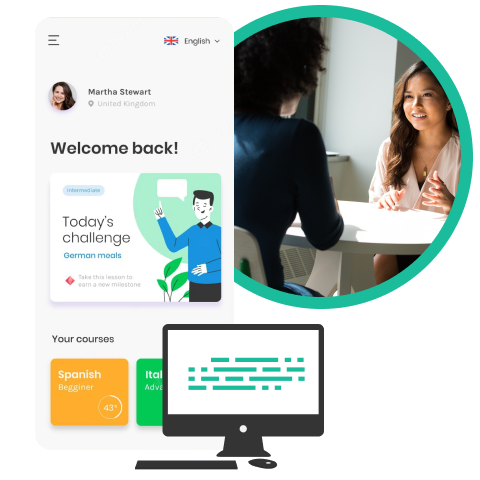 English
Martha Stewart
United Kingdom
Welcome back!
Intermediate
Today's
challenge
German meals
Take this lesson to
earn a new milestone
Your courses
Spanish
Begginer
43°
Ital
Adva